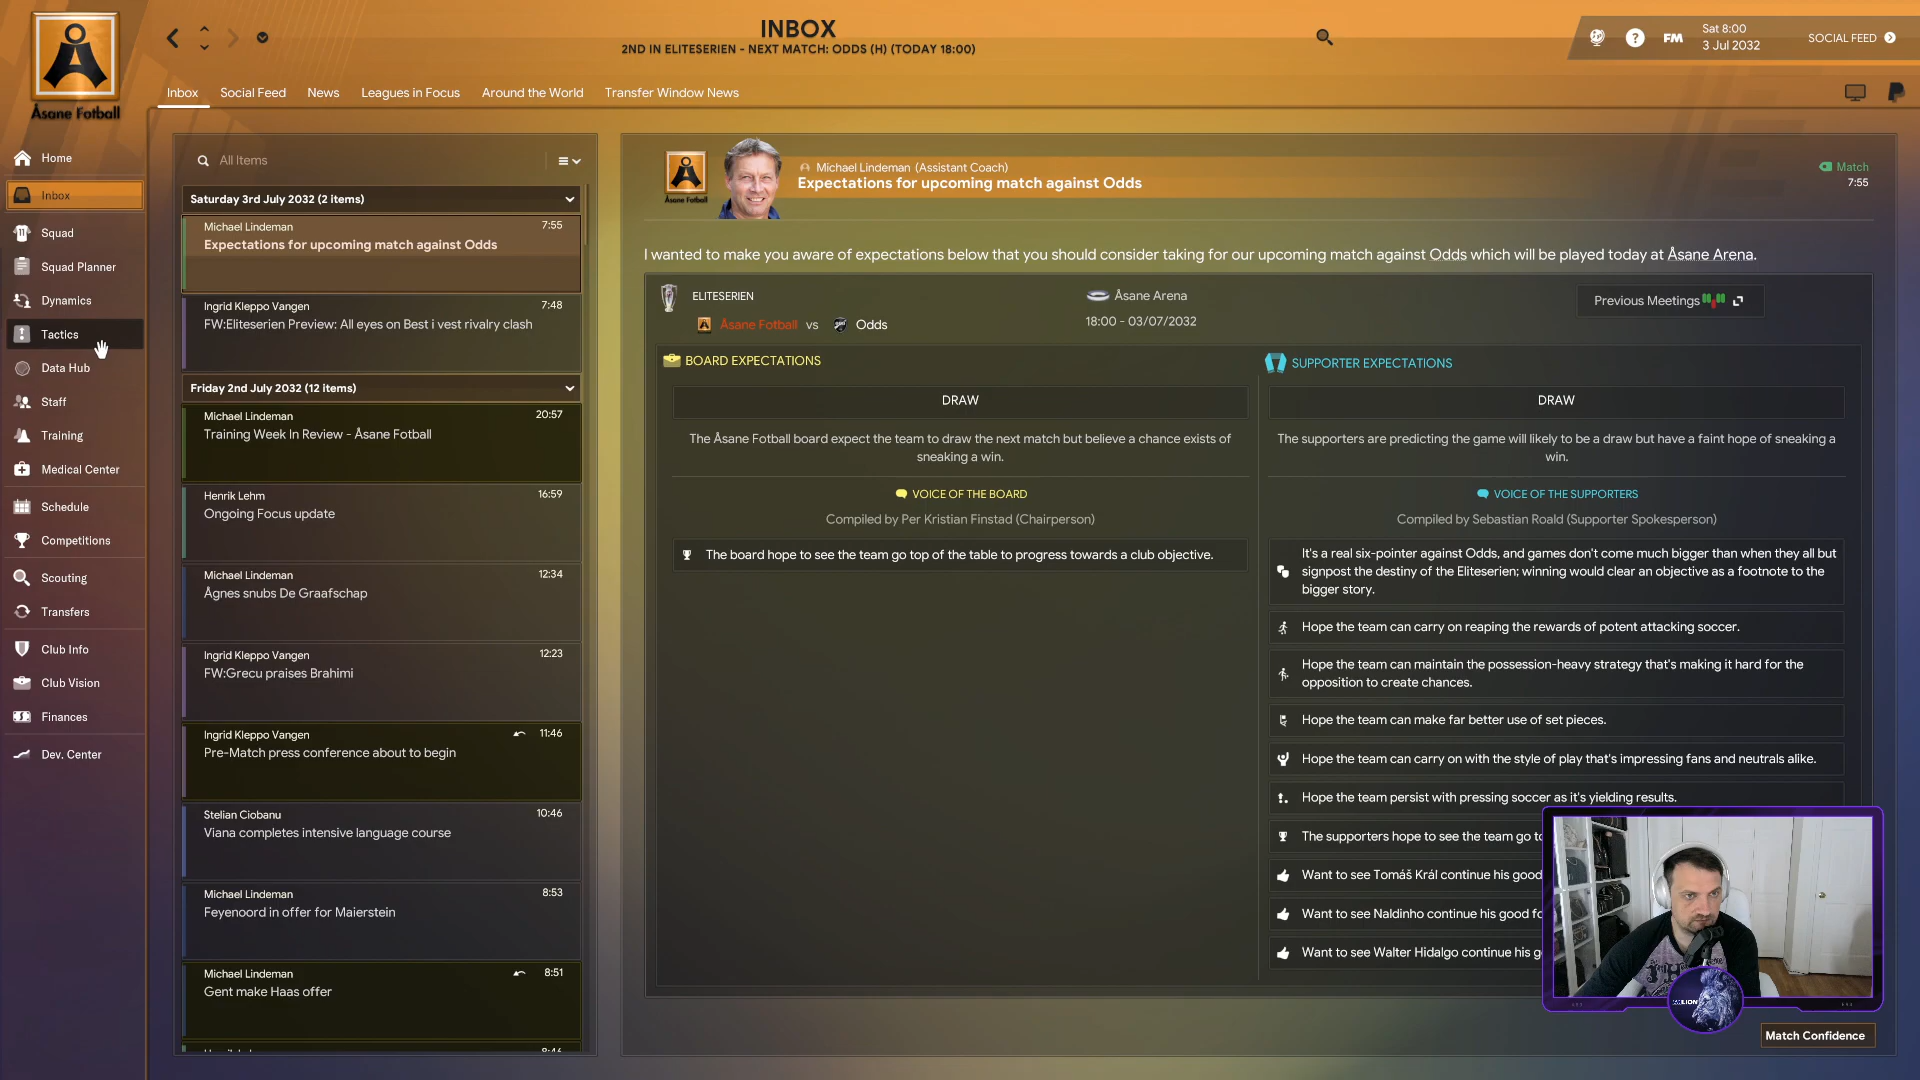 INBOX
2ND IN ELITESERIEN - NEXT MATCH: ODDS (H) (TODAY 18:00)
FM
Sat 8:00
3 Jul 2032
SOCIAL FEED
Åsane Fotball
Inbox
Social Feed
News
Leagues in Focus
Around the World
Transfer Window News
Home
Inbox
Squad
Squad Planner
Dynamics
Tactics
Data Hub
Staff
Training
Medical Center
Schedule
Competitions
Scouting
Transfers
Club Info
Club Vision
Finances
Dev. Center
All Items
Saturday 3rd July 2032 (2 items)
Michael Lindeman
7:55
Expectations for upcoming match against Odds
Ingrid Kleppo Vangen
7:48
FW:Eliteserien Preview: All eyes on Best i vest rivalry clash
Friday 2nd July 2032 (12 items)
Michael Lindeman
20:57
Training Week In Review - Åsane Fotball
Henrik Lehm
16:59
Ongoing Focus update
Michael Lindeman
12:34
Ågnes snubs De Graafschap
Ingrid Kleppo Vangen
12:23
FW:Grecu praises Brahimi
Ingrid Kleppo Vangen
11:46
Pre-Match press conference about to begin
Stelian Ciobanu
10:46
Viana completes intensive language course
Michael Lindeman
8:53
Feyenoord in offer for Maierstein
Michael Lindeman
8:51
Gent make Haas offer
Åsane Fotball
Michael Lindeman (Assistant Coach)
Expectations for upcoming match against Odds
Match
7:55
I wanted to make you aware of expectations below that you should consider taking for our upcoming match against Odds which will be played today at Åsane Arena.
ELITESERIEN
Åsane Fotball vs Odds
Åsane Arena
18:00 - 03/07/2032
Previous Meetings
BOARD EXPECTATIONS
DRAW
The Åsane Fotball board expect the team to draw the next match but believe a chance exists of
sneaking a win.
VOICE OF THE BOARD
Compiled by Per Kristian Finstad (Chairperson)
The board hope to see the team go top of the table to progress towards a club objective.
SUPPORTER EXPECTATIONS
DRAW
The supporters are predicting the game will likely to be a draw but have a faint hope of sneaking a
win.
VOICE OF THE SUPPORTERS
Compiled by Sebastian Roald (Supporter Spokesperson)
It's a real six-pointer against Odds, and games don't come much bigger than when they all but
signpost the destiny of the Eliteserien; winning would clear an objective as a footnote to the
bigger story.
Hope the team can carry on reaping the rewards of potent attacking soccer.
Hope the team can maintain the possession-heavy strategy that's making it hard for the
opposition to create chances.
Hope the team can make far better use of set pieces.
Hope the team can carry on with the style of play that's impressing fans and neutrals alike.
Hope the team persist with pressing soccer as it's yielding results.
The supporters hope to see the team go
Want to see Tomáš Král continue his good
Want to see Naldinho continue his good
Want to see Walter Hidalgo continue his
Match Confidence